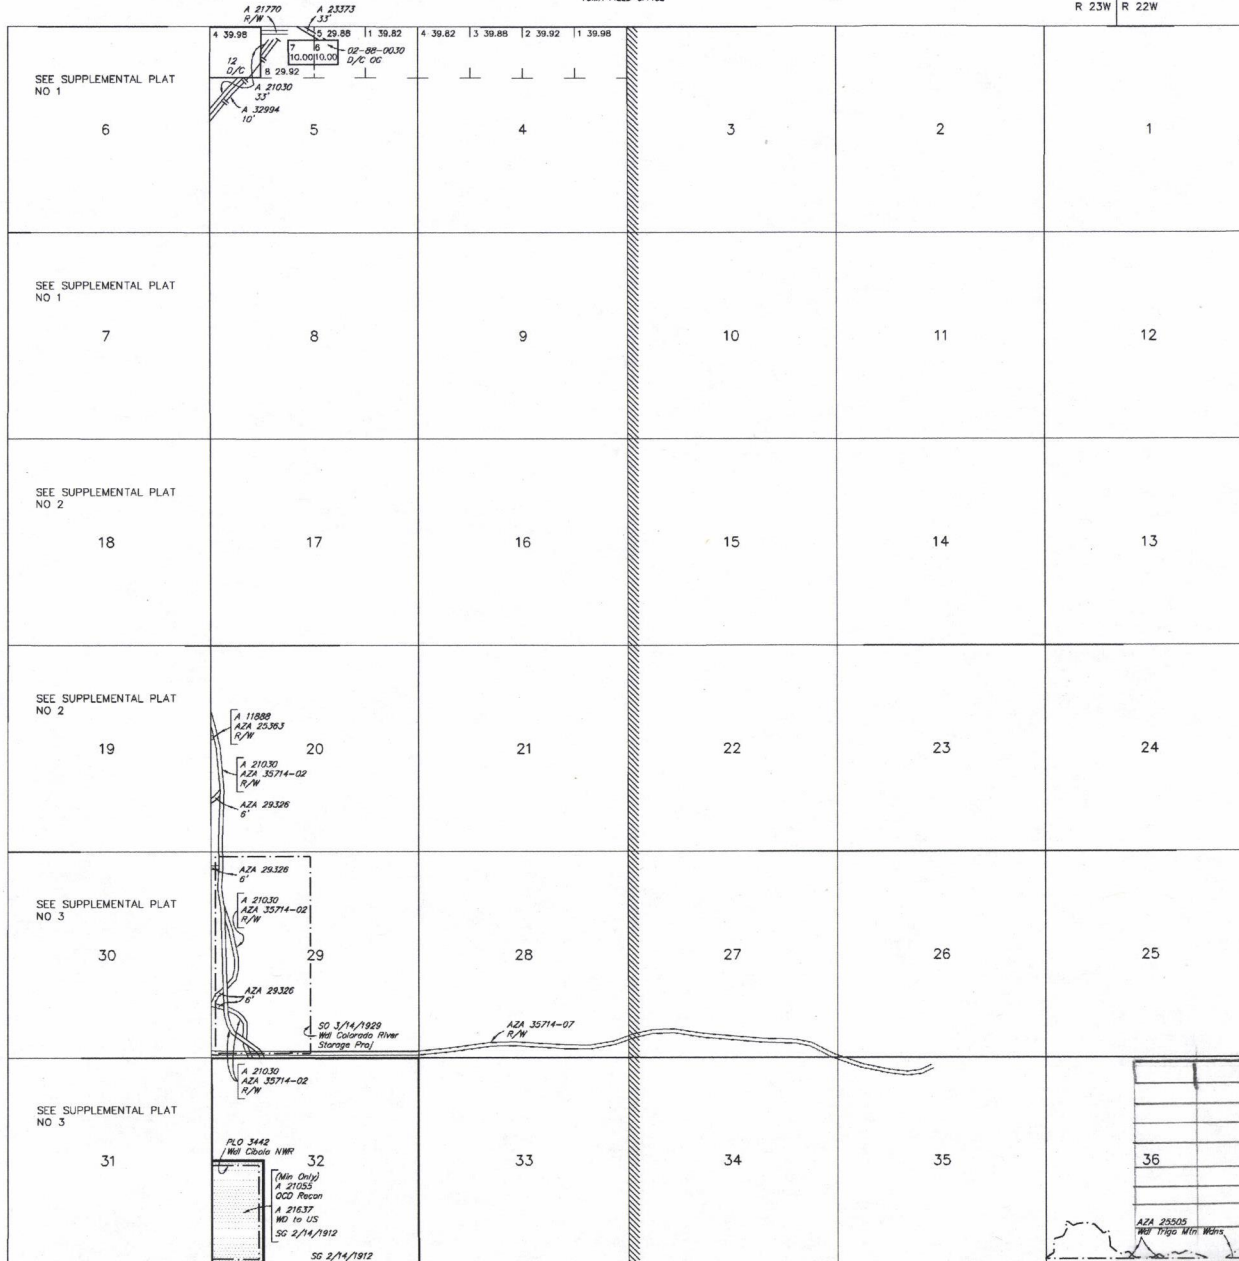 R 23W R 22W
A 21770
R/W
A 23373
33'
4 39.98
5 29.88
1 39.82
4 39.82
3 39.88
2 39.92
1 39.98
7
10.00
6
10.00
02-88-0030
D/C OG
12
D/C
8 29.92
A 21030
33'
A 32994
10'
SEE SUPPLEMENTAL PLAT
NO 1
6
5
4
3
2
1
SEE SUPPLEMENTAL PLAT
NO 1
7
8
9
10
11
12
SEE SUPPLEMENTAL PLAT
NO 2
18
17
16
15
14
13
SEE SUPPLEMENTAL PLAT
NO 2
19
A 11888
AZA 25363
R/W
20
A 21030
AZA 35714-02
R/W
AZA 29326
6'
21
22
23
24
SEE SUPPLEMENTAL PLAT
NO 3
30
AZA 29326
6'
A 21030
AZA 35714-02
R/W
29
AZA 29326
6'
SO 3/14/1929
Wdl Colorado River
Storage Proj
28
27
26
25
AZA 35714-07
R/W
A 21030
AZA 35714-02
R/W
SEE SUPPLEMENTAL PLAT
NO 3
31
PLO 3442
Wdl Cibola NWR
32
(Min Only)
A 21055
QCD Recon
A 21637
WD to US
SG 2/14/1912
SG 2/14/1912
33
34
35
36
AZA 25505
Wdl Trigo Mtn Wdns